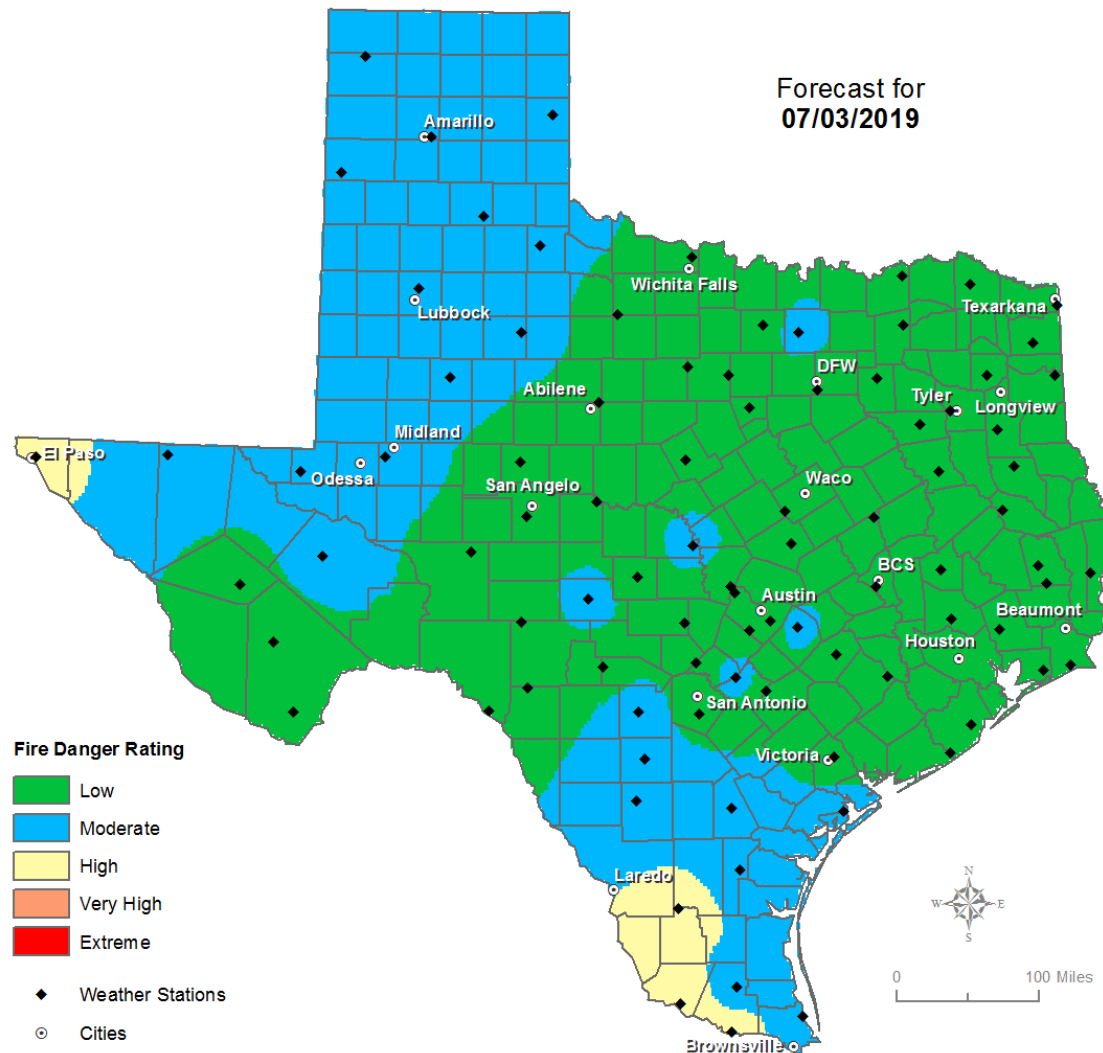 Forecast for
07/03/2019
Amarillo
Wichita Falls
Texarkana
Lubbock
DFW
Abilene
Tyler
Longview
Midland
El Paso
Odessa
San Angelo
Waco
BCS
Austin
Beaumont
Houston
San Antonio
Victoria
Laredo
Brownsville
Fire Danger Rating
Low
Moderate
High
Very High
Extreme
Weather Stations
Cities
N
W E
S
0 100 Miles